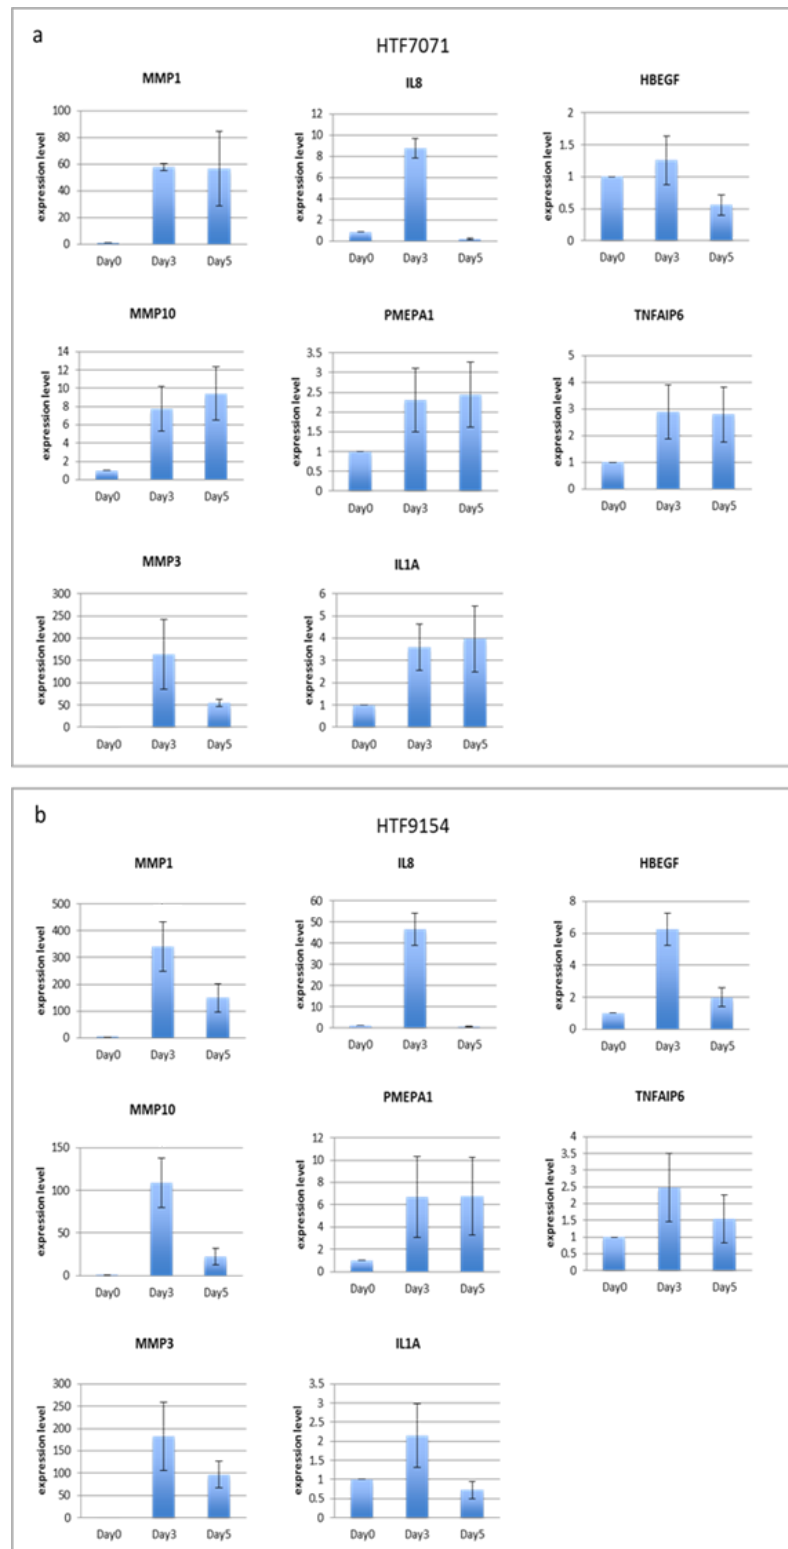 a
HTF7071
MMP1
expression level
100
80
60
40
20
0
Day0 Day3 Day5
IL8
expression level
12
10
8
6
4
2
0
Day0 Day3 Day5
HBEGF
expression level
2
1.5
1
0.5
0
Day0 Day3 Day5
MMP10
expression level
14
12
10
8
6
4
2
0
Day0 Day3 Day5
PMEPA1
expression level
3.5
3
2.5
2
1.5
1
0.5
0
Day0 Day3 Day5
TNFAIP6
expression level
5
4
3
2
1
0
Day0 Day3 Day5
MMP3
expression level
300
250
200
150
100
50
0
Day0 Day3 Day5
IL1A
expression level
6
5
4
3
2
1
0
Day0 Day3 Day5
b
HTF9154
MMP1
expression level
500
400
300
200
100
0
Day0 Day3 Day5
IL8
expression level
60
50
40
30
20
10
0
Day0 Day3 Day5
HBEGF
expression level
8
6
4
2
0
Day0 Day3 Day5
MMP10
expression level
150
100
50
0
Day0 Day3 Day5
PMEPA1
expression level
12
10
8
6
4
2
0
Day0 Day3 Day5
TNFAIP6
expression level
4
3.5
3
2.5
2
1.5
1
0.5
0
Day0 Day3 Day5
MMP3
expression level
300
250
200
150
100
50
0
Day0 Day3 Day5
IL1A
expression level
3.5
3
2.5
2
1.5
1
0.5
0
Day0 Day3 Day5